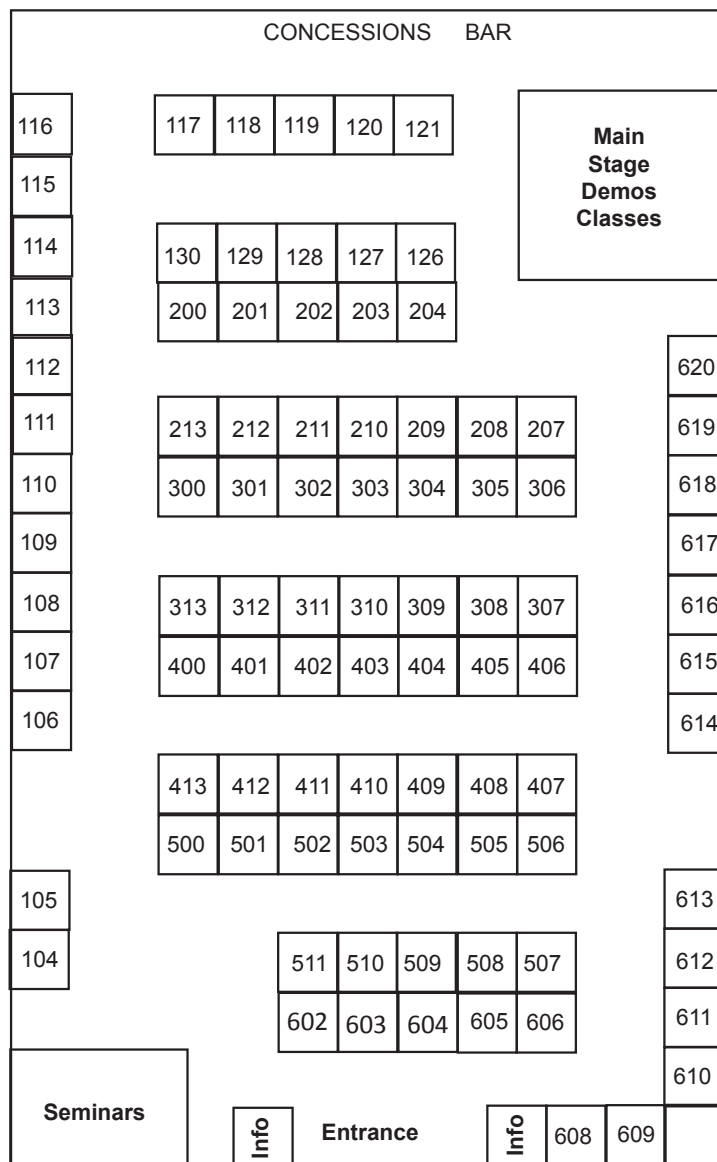 CONCESSIONS BAR
116 117 118 119 120 121
Main
Stage
Demos
Classes
115
114 130 129 128 127 126
113 200 201 202 203 204
112 620
111 213 212 211 210 209 208 207 619
110 300 301 302 303 304 305 306 618
109 617
108 313 312 311 310 309 308 307 616
107 400 401 402 403 404 405 406 615
106 614
413 412 411 410 409 408 407
500 501 502 503 504 505 506
105 613
104 511 510 509 508 507 612
602 603 604 605 606 611
610
Seminars
Info Entrance Info 608 609